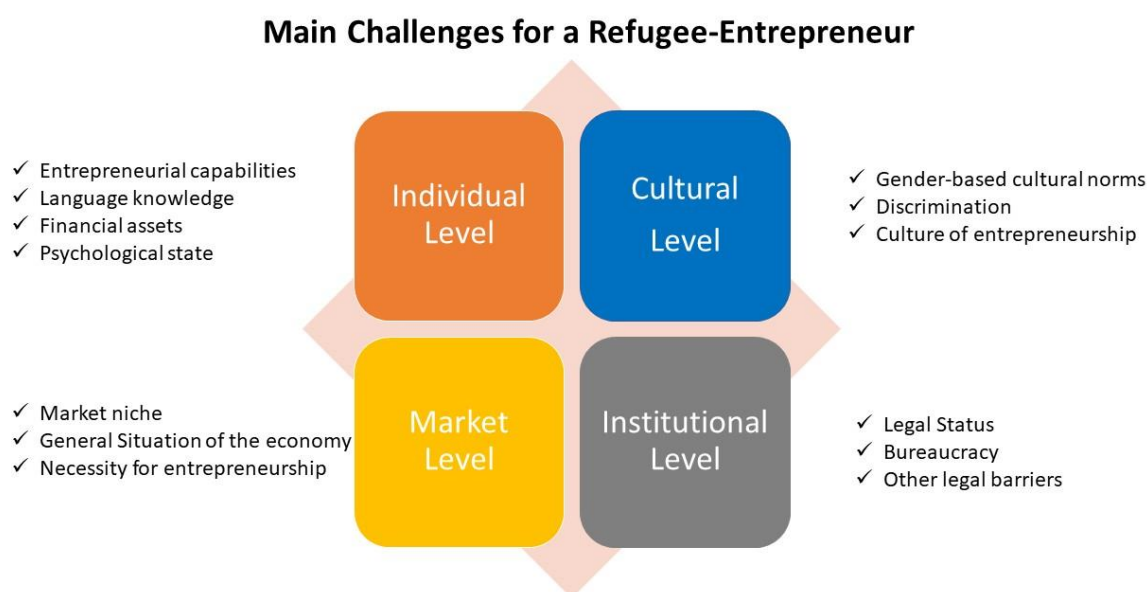 Main Challenges for a Refugee-Entrepreneur
✓ Entrepreneurial capabilities
✓ Language knowledge
✓ Financial assets
✓ Psychological state
Individual
Level
Cultural
Level
✓ Gender-based cultural norms
✓ Discrimination
✓ Culture of entrepreneurship
✓ Market niche
✓ General Situation of the economy
✓ Necessity for entrepreneurship
Market
Level
Institutional
Level
✓ Legal Status
✓ Bureaucracy
✓ Other legal barriers